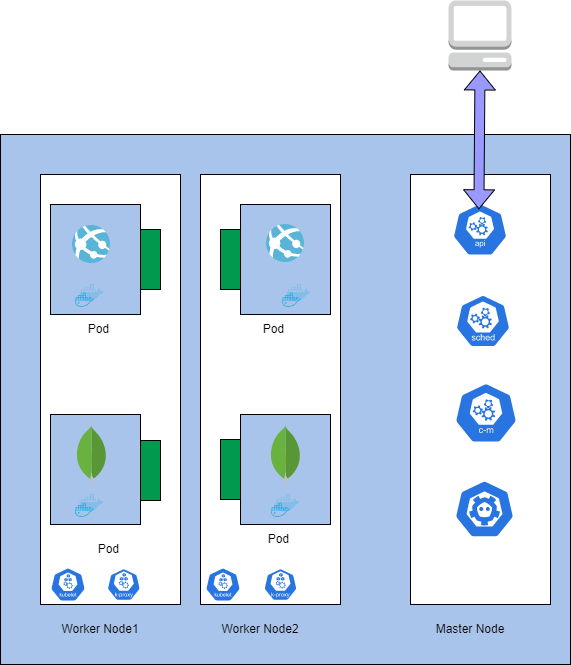 api
Pod
Pod
sched
c-m
Pod
Pod
kubelet
k-proxy
kubelet
k-proxy
Worker Node1
Worker Node2
Master Node